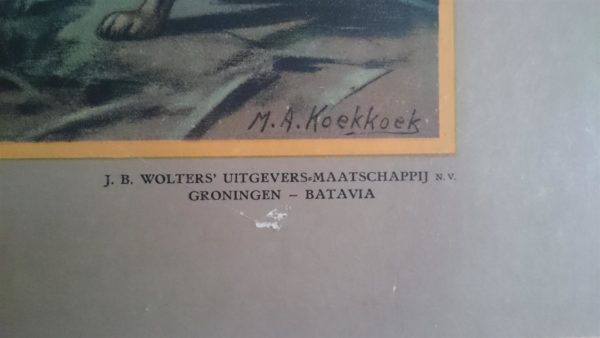 M. A. Koekkoek
J. B. WOLTERS' UITGEVERS-MAATSCHAPPIJ N. V.
GRONINGEN – BATAVIA